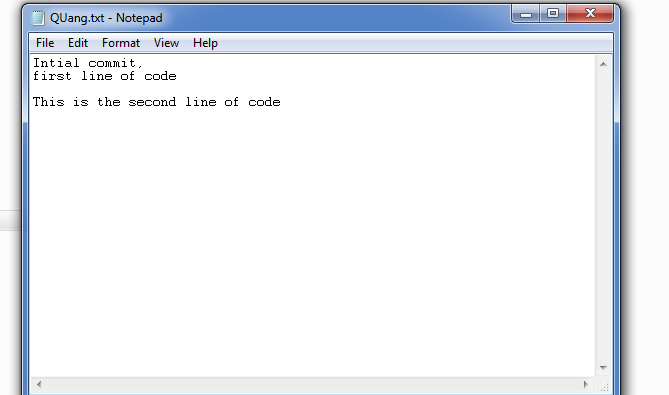 QUang.txt - Notepad
File Edit Format View Help
Intial commit,
first line of code
This is the second line of code